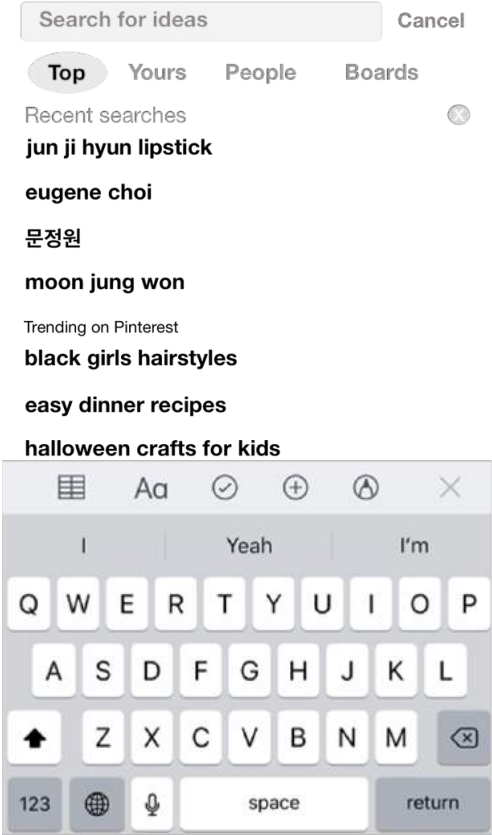 Search for ideas Cancel
Top Yours People Boards
Recent searches X
jun ji hyun lipstick
eugene choi
문정원
moon jung won
Trending on Pinterest
black girls hairstyles
easy dinner recipes
halloween crafts for kids
Aa
I Yeah I'm
Q W E R T Y U I O P
A S D F G H J K L
Z X C V B N M
123 space return